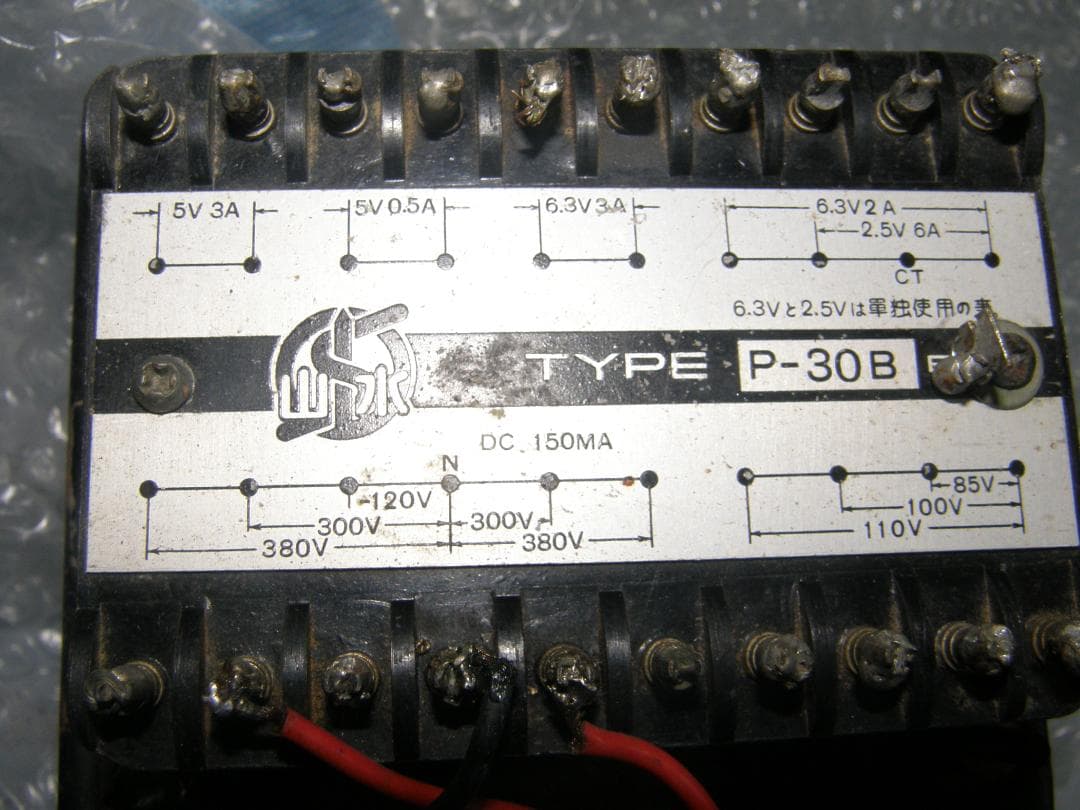 5V 3A 5V 0.5A 6.3V 3A 6.3V 2A
2.5V 6A
CT
6.3Vと2.5Vは単独使用の事
TYPE P-30B
DC 150MA
N
-120V 85V
300V 300V 100V
380V 380V 110V